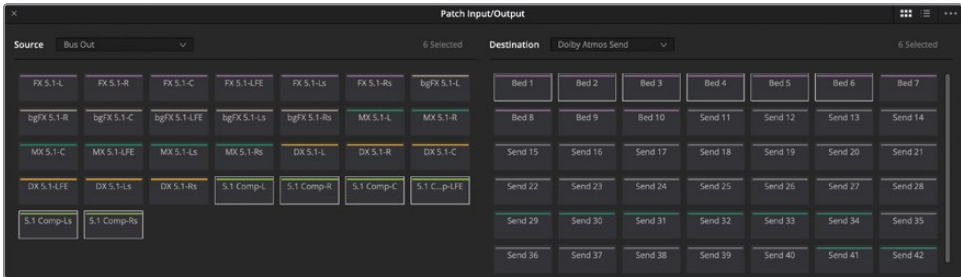 Patch Input/Output
Source Bus Out 6 Selected Destination Dolby Atmos Send 6 Selected
FX 5.1-L FX 5.1-R FX 5.1-C FX 5.1-LFE FX 5.1-Ls FX 5.1-Rs bgFX 5.1-L Bed 1 Bed 2 Bed 3 Bed 4 Bed 5 Bed 6 Bed 7
bgFX 5.1-R bgFX 5.1-C bgFX 5.1-LFE bgFX 5.1-Ls bgFX 5.1-Rs MX 5.1-L MX 5.1-R Bed 8 Bed 9 Bed 10 Send 11 Send 12 Send 13 Send 14
MX 5.1-C MX 5.1-LFE MX 5.1-Ls MX 5.1-Rs DX 5.1-L DX 5.1-R DX 5.1-C Send 15 Send 16 Send 17 Send 18 Send 19 Send 20 Send 21
DX 5.1-LFE DX 5.1-Ls DX 5.1-Rs 5.1 Comp-L 5.1 Comp-R 5.1 Comp-C 5.1 C...p-LFE Send 22 Send 23 Send 24 Send 25 Send 26 Send 27 Send 28
5.1 Comp-Ls 5.1 Comp-Rs Send 29 Send 30 Send 31 Send 32 Send 33 Send 34 Send 35
Send 36 Send 37 Send 38 Send 39 Send 40 Send 41 Send 42